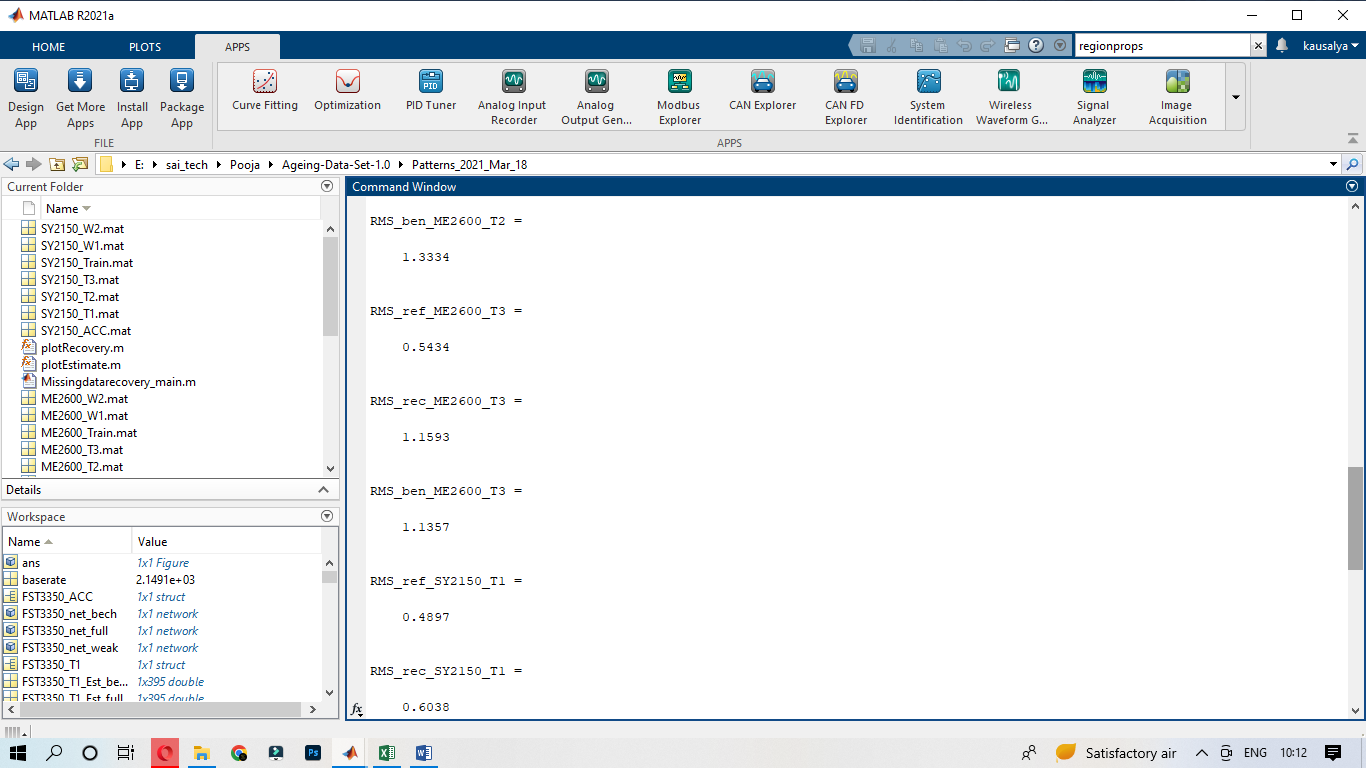 MATLAB R2021a
HOME PLOTS APPS
regionprops
kausalya
Design App
Get More Apps
Install App
Package App
Curve Fitting
Optimization
PID Tuner
Analog Input Recorder
Analog Output Gen...
Modbus Explorer
CAN Explorer
CAN FD Explorer
System Identification
Wireless Waveform G...
Signal Analyzer
Image Acquisition
FILE
APPS
E: sai_tech Pooja Ageing-Data-Set-1.0 Patterns_2021_Mar_18
Current Folder
Name
SY2150_W2.mat
SY2150_W1.mat
SY2150_Train.mat
SY2150_T3.mat
SY2150_T2.mat
SY2150_T1.mat
SY2150_ACC.mat
plotRecovery.m
plotEstimate.m
Missingdatarecovery_main.m
ME2600_W2.mat
ME2600_W1.mat
ME2600_Train.mat
ME2600_T3.mat
ME2600_T2.mat
Details
Workspace
Name Value
ans 1x1 Figure
baserate 2.1491e+03
FST3350_ACC 1x1 struct
FST3350_net_bech 1x1 network
FST3350_net_full 1x1 network
FST3350_net_weak 1x1 network
FST3350_T1 1x1 struct
FST3350_T1_Est_be... 1x395 double
FST3350_T1_Est_full 1x395 double
Command Window
RMS_ben_ME2600_T2 =
1.3334
RMS_ref_ME2600_T3 =
0.5434
RMS_rec_ME2600_T3 =
1.1593
RMS_ben_ME2600_T3 =
1.1357
RMS_ref_SY2150_T1 =
0.4897
RMS_rec_SY2150_T1 =
0.6038
fx
Ps
Satisfactory air
ENG
10:12